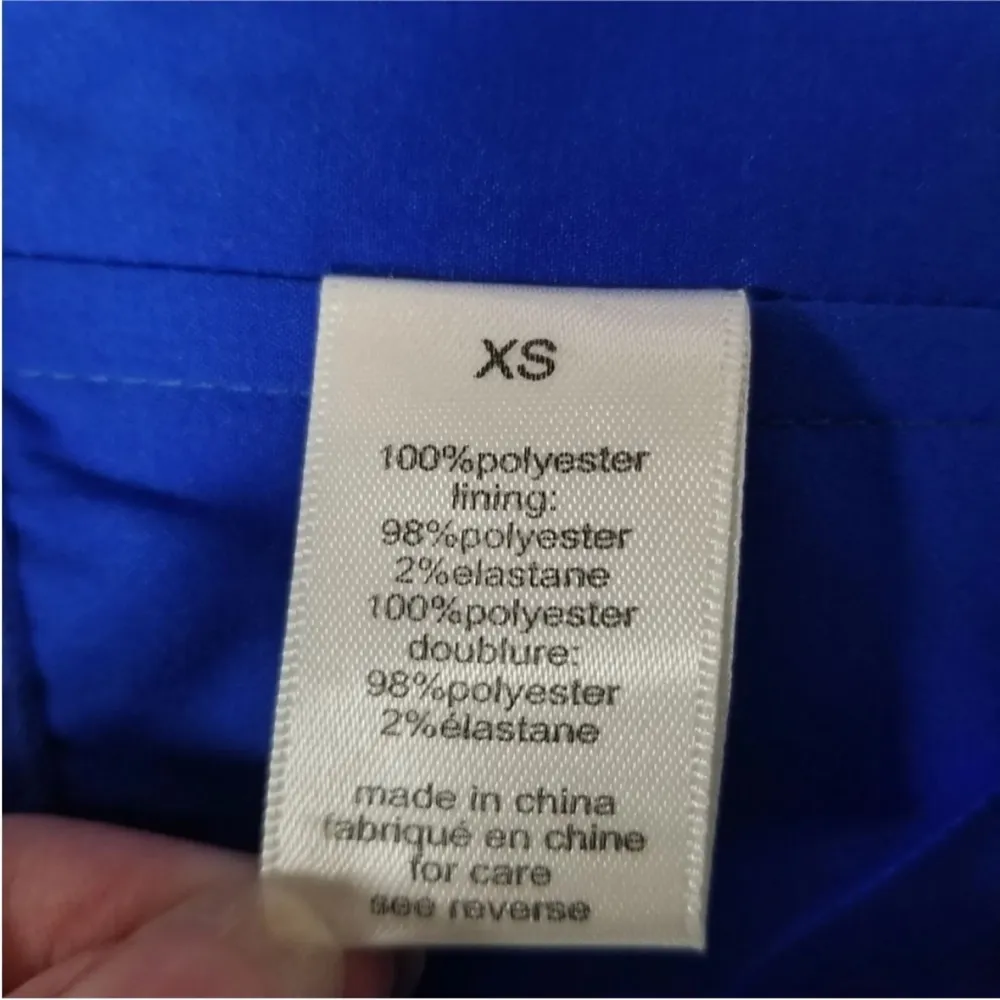 XS
100%polyester
lining:
98%polyester
2%elastane
100%polyester
doublure:
98%polyester
2%élastane
made in china
fabriqué en chine
for care
see reverse